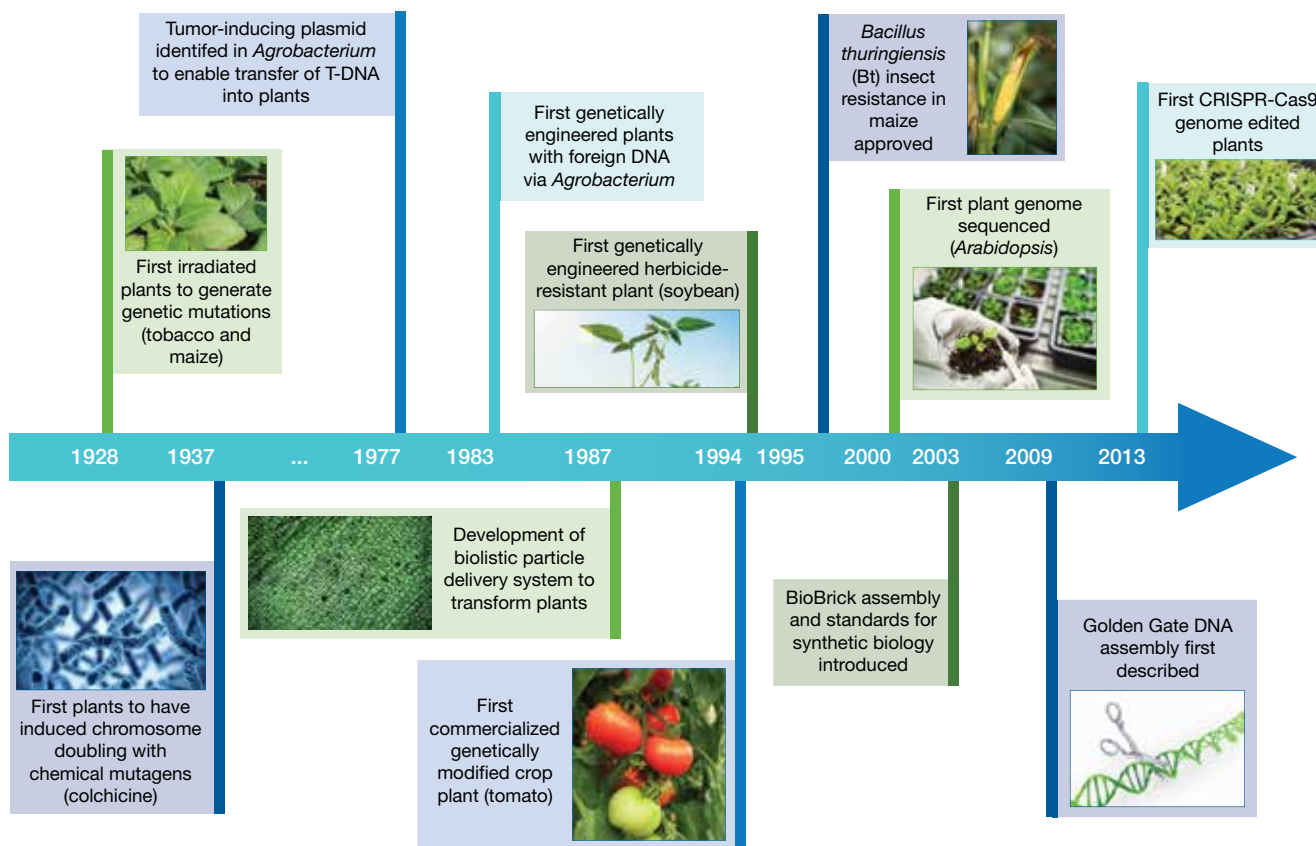 Tumor-inducing plasmid
identifed in Agrobacterium
to enable transfer of T-DNA
into plants
First genetically
engineered plants
with foreign DNA
via Agrobacterium
Bacillus
thuringiensis
(Bt) insect
resistance in
maize
approved
First CRISPR-Cas9
genome edited
plants
First irradiated
plants to generate
genetic mutations
(tobacco and
maize)
First genetically
engineered herbicide-
resistant plant (soybean)
First plant genome
sequenced
(Arabidopsis)
1928 1937 ... 1977 1983 1987 1994 1995 2000 2003 2009 2013
First plants to have
induced chromosome
doubling with
chemical mutagens
(colchicine)
Development of
biolistic particle
delivery system to
transform plants
First
commercialized
genetically
modified crop
plant (tomato)
BioBrick assembly
and standards for
synthetic biology
introduced
Golden Gate DNA
assembly first
described